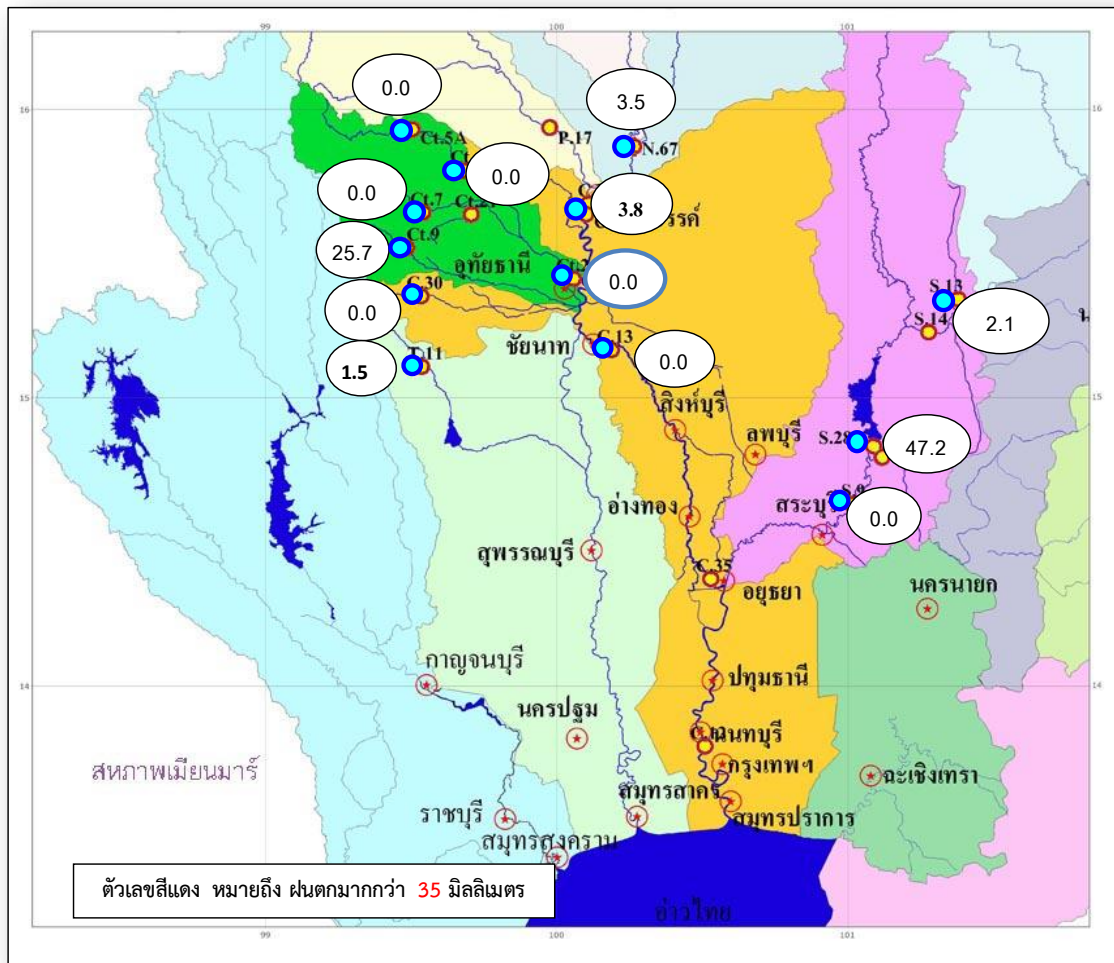 99 100 101
16 16
0.0
3.5
Ct.5A
P.17
N.67
0.0
0.0
Ct.7
3.8
Ct.9
25.7
อุทัยธานี
0.0
C.30
S.13
0.0
2.1
S.14
ชัยนาท
C.13
0.0
T.11
1.5
15 15
สิงห์บุรี
ลพบุรี
S.28
47.2
S.9
0.0
อ่างทอง
สุพรรณบุรี
C.35
อยุธยา
นครนายก
กาญจนบุรี
14 14
ปทุมธานี
นครปฐม
นนทบุรี
กรุงเทพฯ
สหภาพเมียนมาร์
ฉะเชิงเทรา
สมุทรสาคร
สมุทรปราการ
ราชบุรี
สมุทรสงคราม
ตัวเลขสีแดง หมายถึง ฝนตกมากกว่า 35 มิลลิเมตร
อ่าวไทย
99 100 101